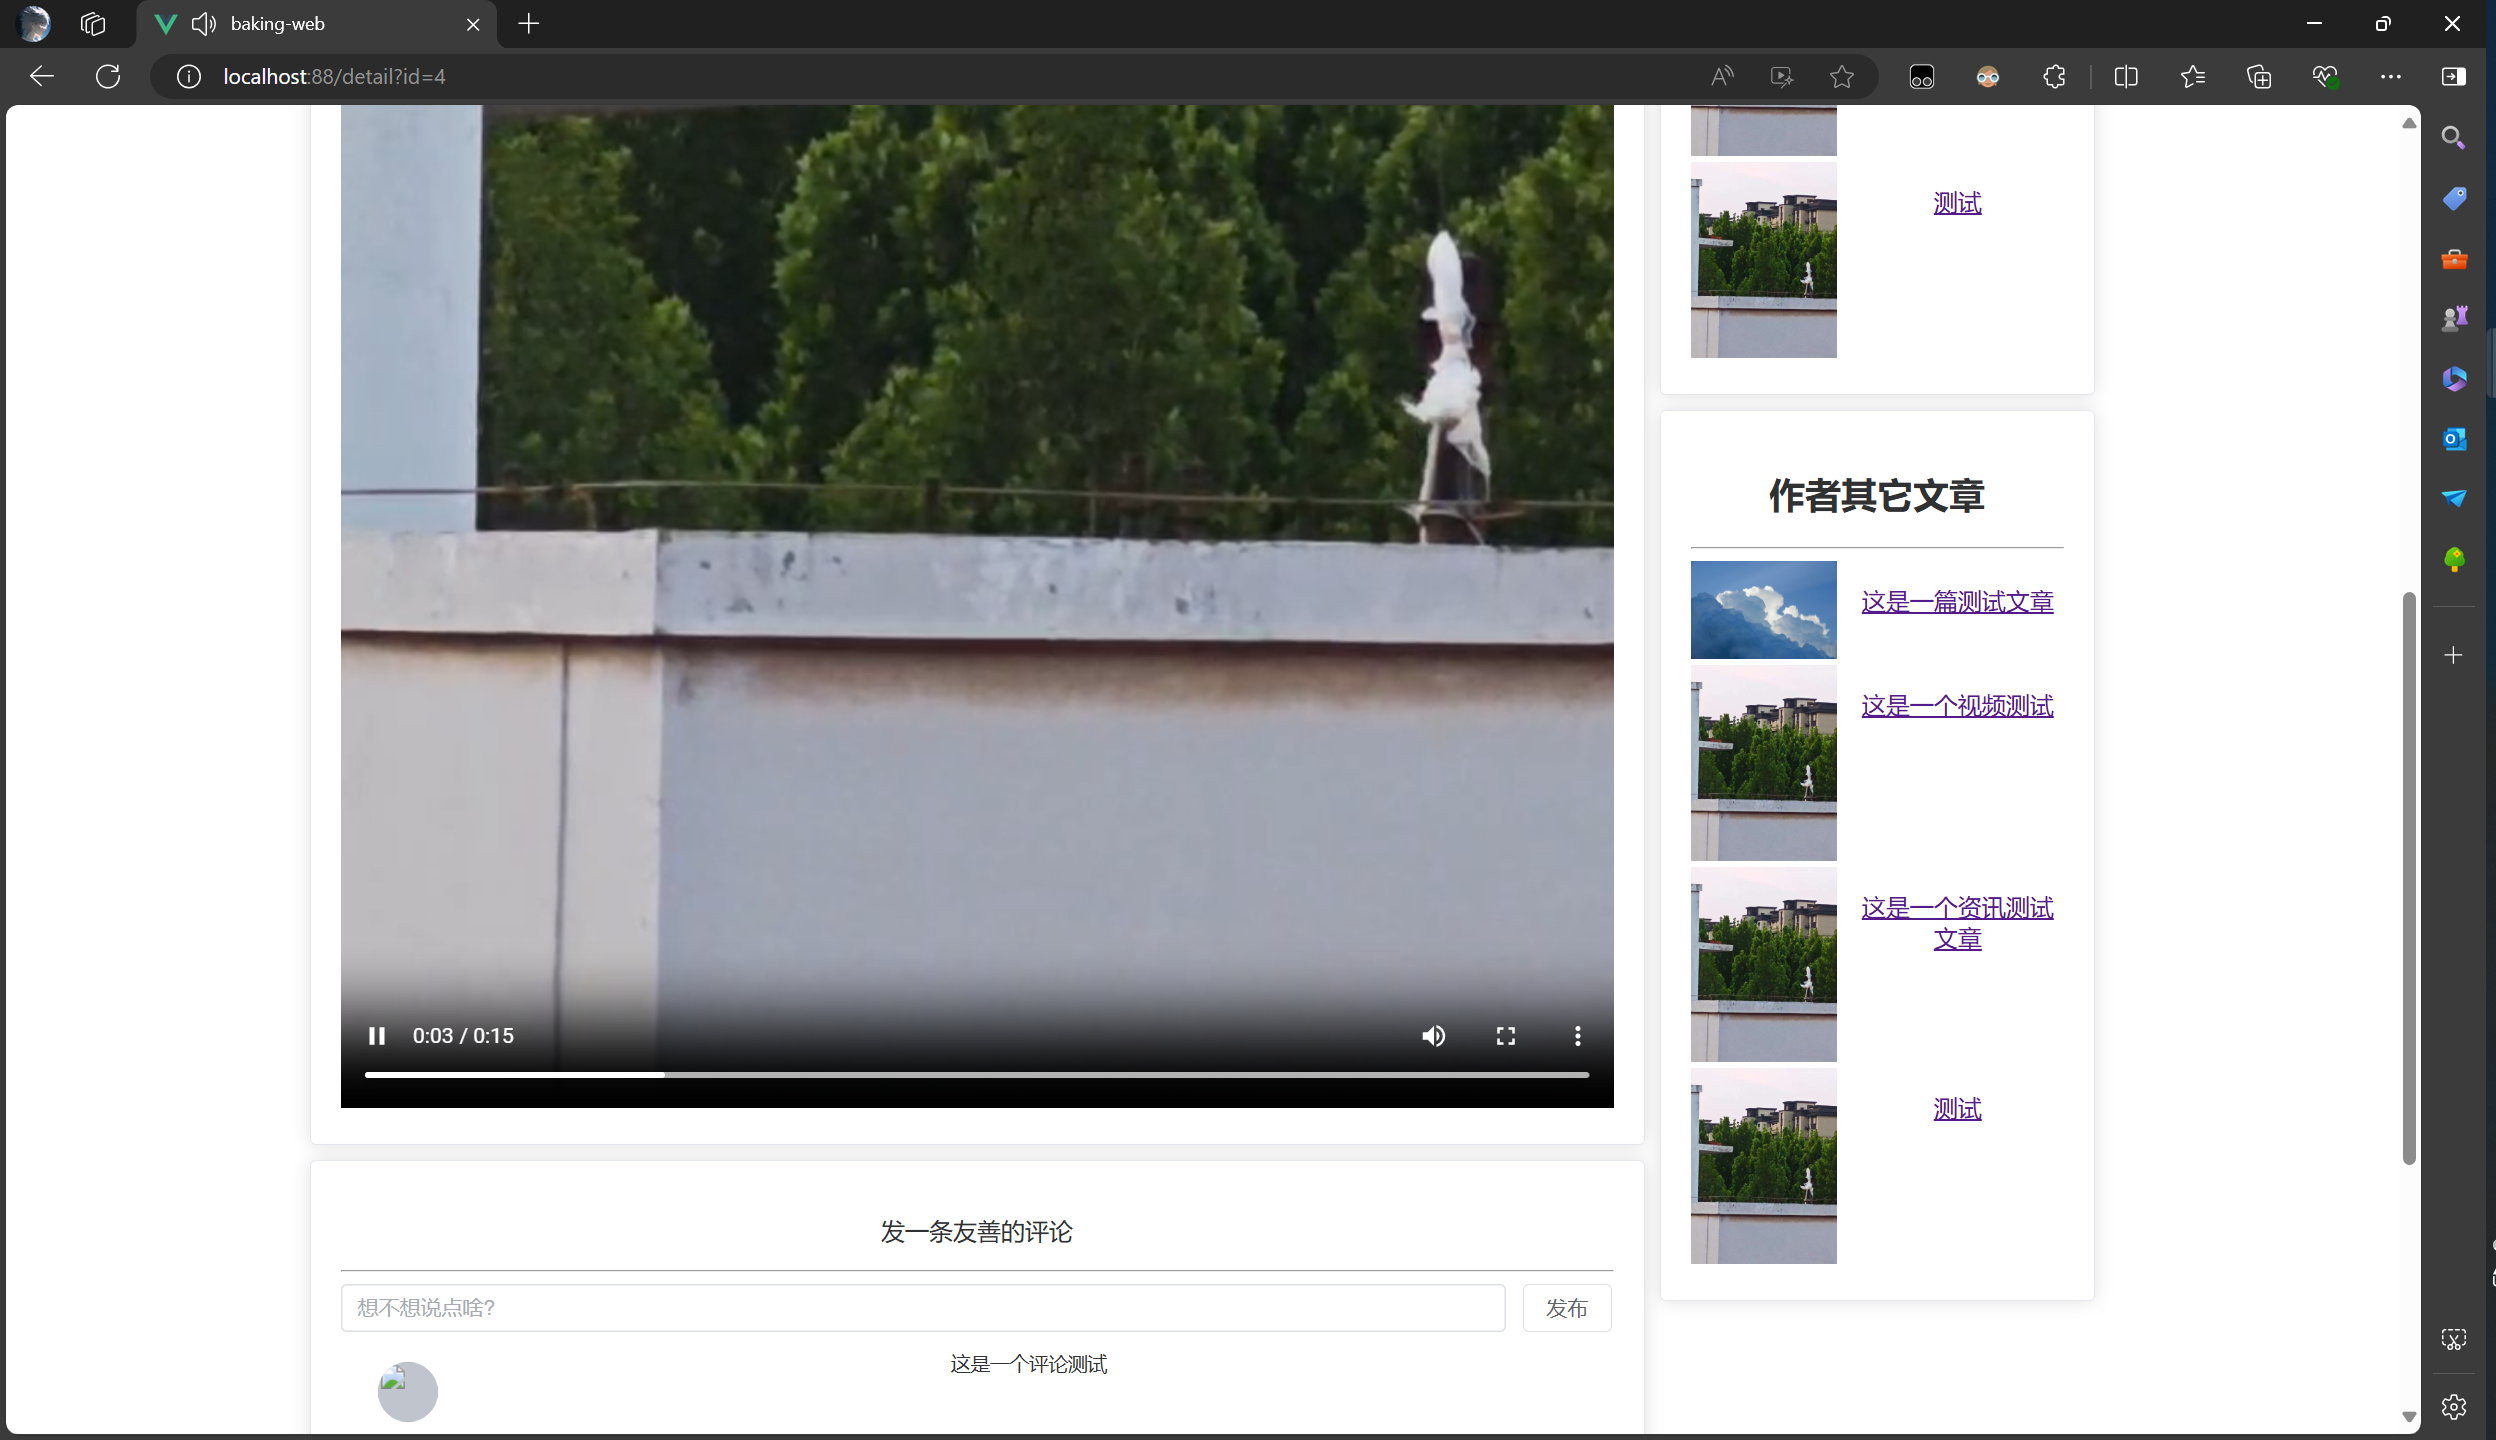 baking-web
localhost:88/detail?id=4
测试
作者其它文章
这是一篇测试文章
这是一个视频测试
这是一个资讯测试
文章
测试
0:03 / 0:15
发一条友善的评论
想不想说点啥?
发布
这是一个评论测试